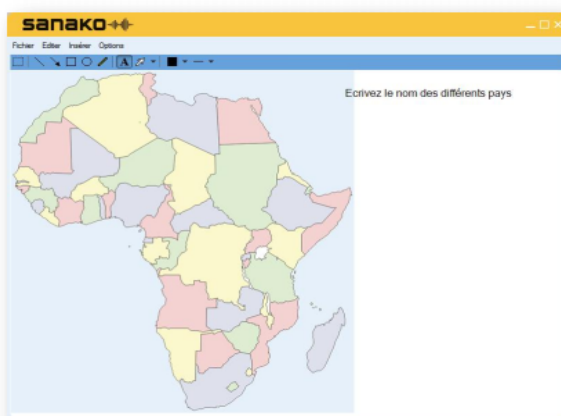 sanako
Fichier Editer Insérer Options
A
Ecrivez le nom des différents pays